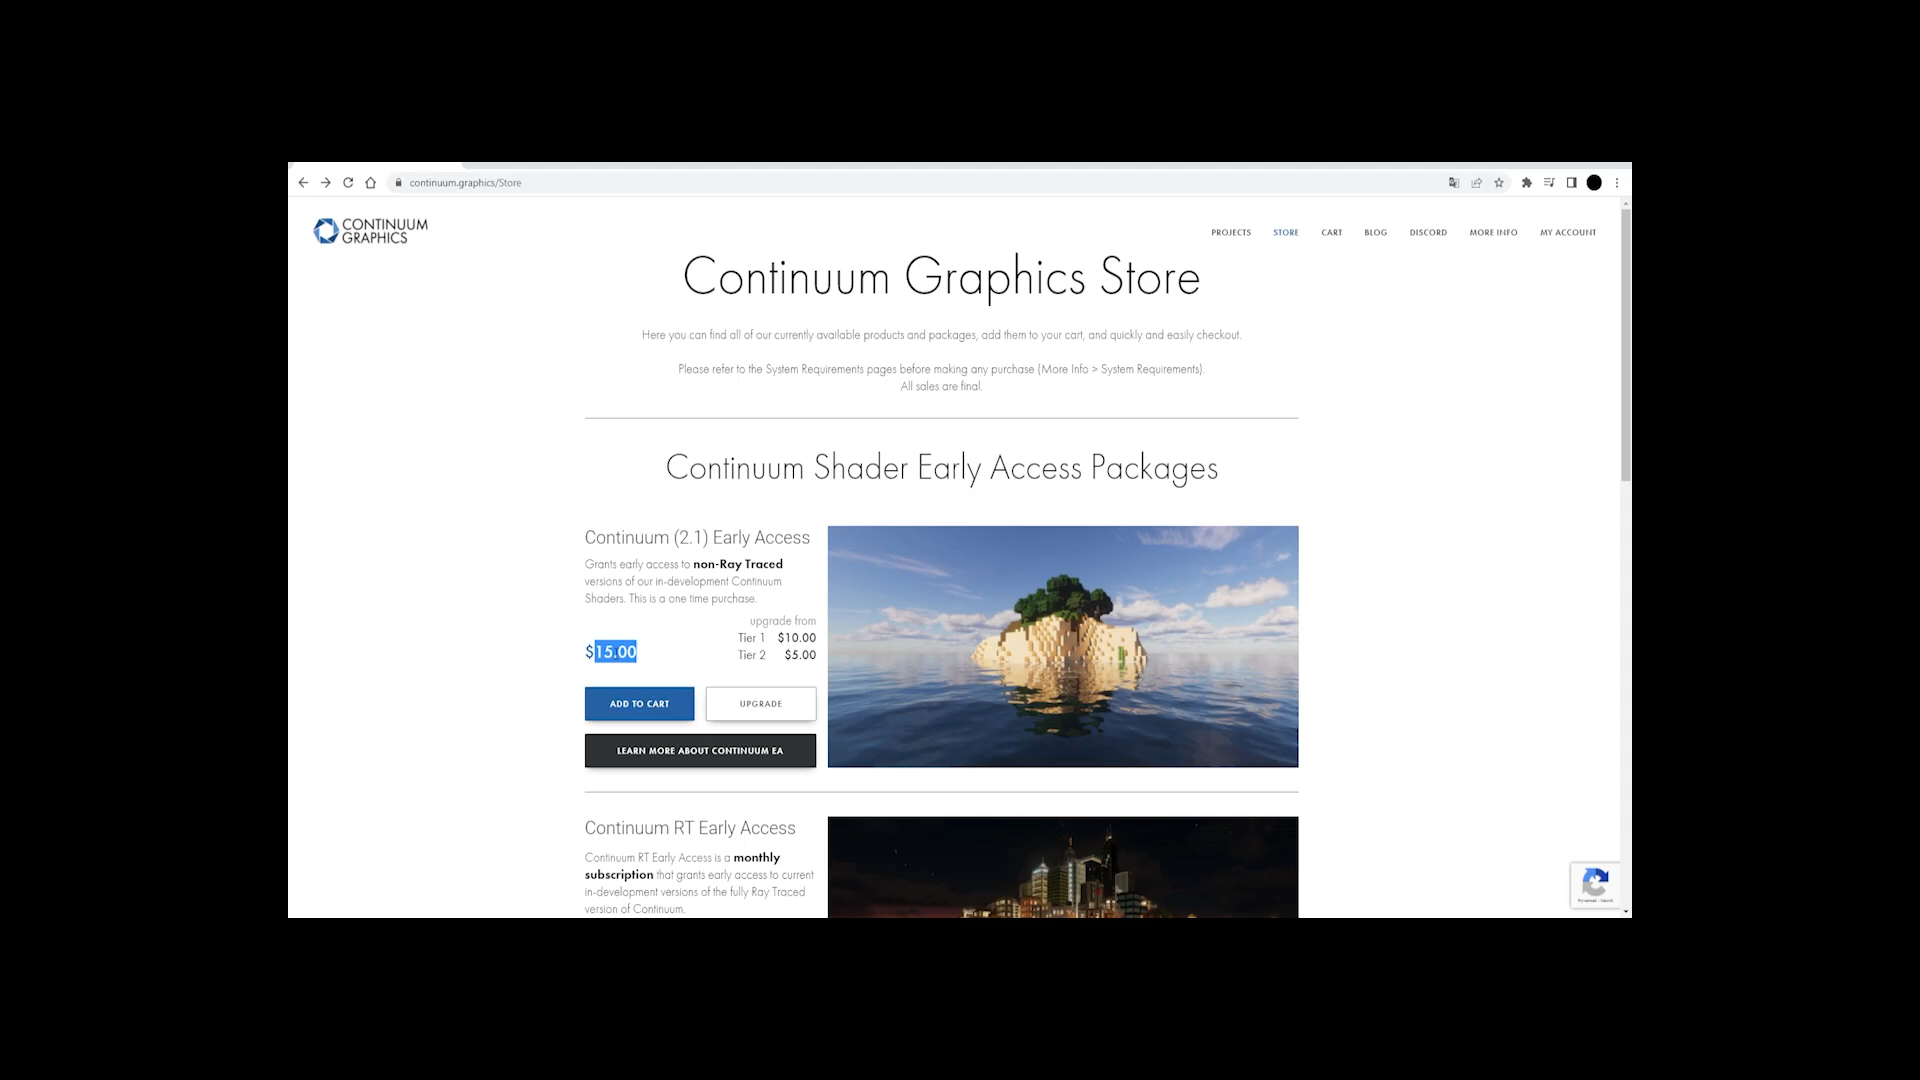 continuum.graphics/Store
CONTINUUM
GRAPHICS
PROJECTS STORE CART BLOG DISCORD MORE INFO MY ACCOUNT
Continuum Graphics Store
Here you can find all of our currently available products and packages, add them to your cart, and quickly and easily checkout.
Please refer to the System Requirements pages before making any purchase (More Info > System Requirements).
All sales are final.
Continuum Shader Early Access Packages
Continuum (2.1) Early Access
Grants early access to non-Ray Traced
versions of our in-development Continuum
Shaders. This is a one time purchase.
upgrade from
Tier 1 $10.00
$15.00
Tier 2 $5.00
ADD TO CART UPGRADE
LEARN MORE ABOUT CONTINUUM EA
Continuum RT Early Access
Continuum RT Early Access is a monthly
subscription that grants early access to current
in-development versions of the fully Ray Traced
version of Continuum.